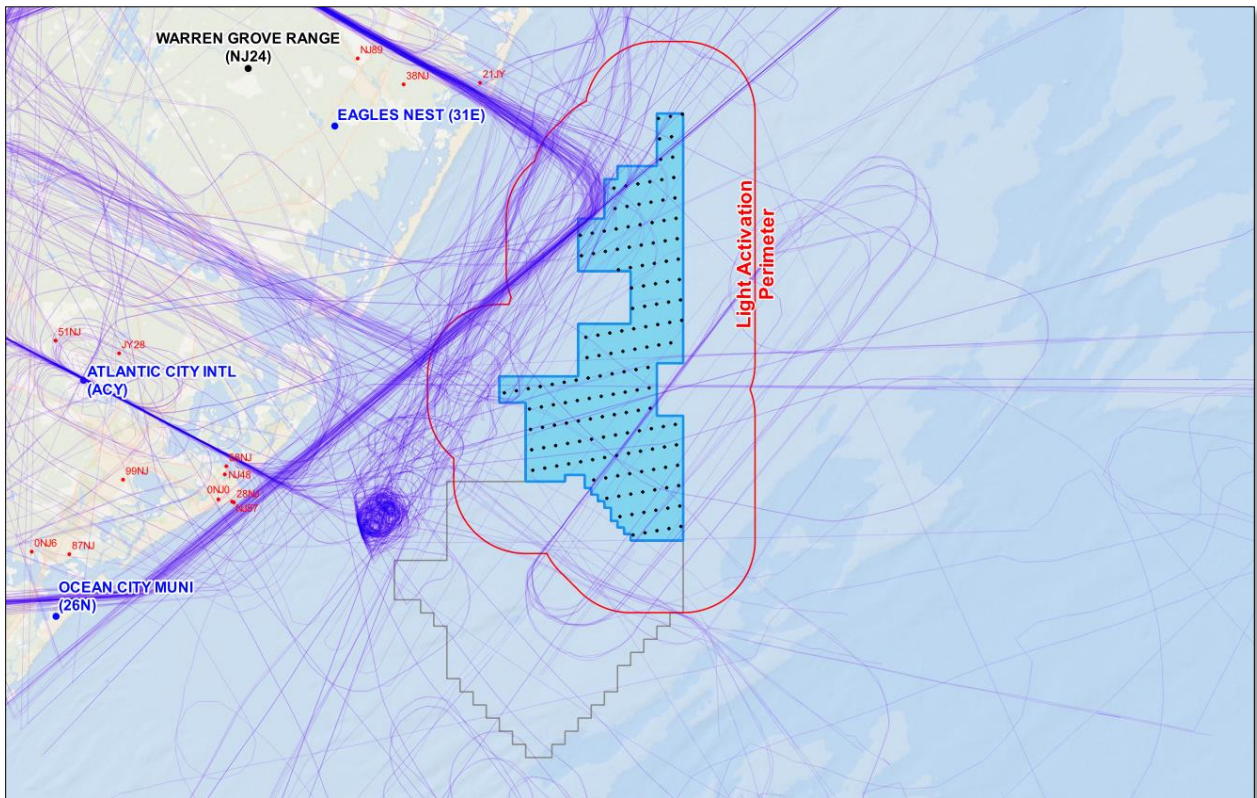 WARREN GROVE RANGE
(NJ24)
NJ89
38NJ
21JY
EAGLES NEST (31E)
Light Activation
Perimeter
51NJ
JY28
ATLANTIC CITY INTL
(ACY)
99NJ
NJ48
0NJ0
28NJ
NJ57
0NJ6
87NJ
OCEAN CITY MUNI
(26N)